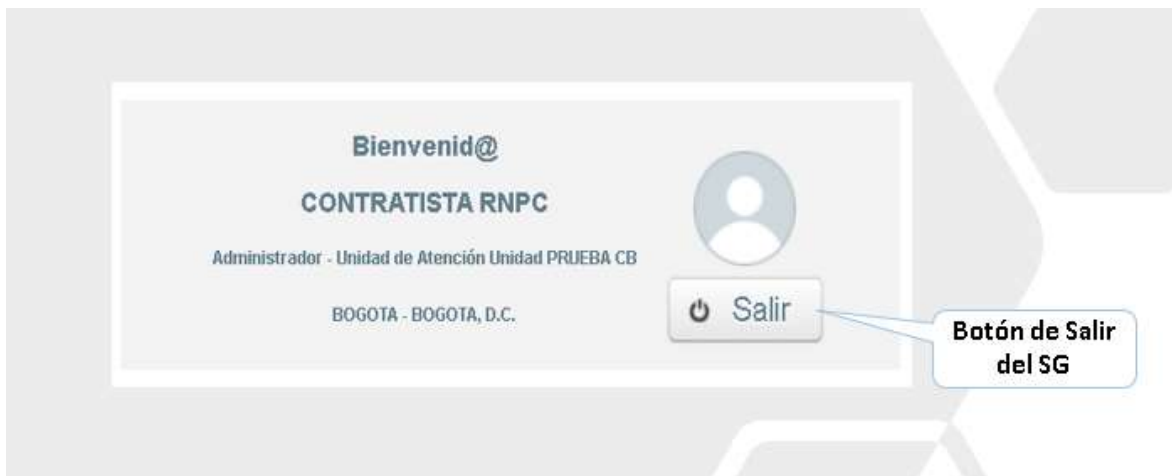 Bienvenid@
CONTRATISTA RNPC
Administrador - Unidad de Atención Unidad PRUEBA CB
BOGOTA - BOGOTA, D.C.
Salir
Botón de Salir
del SG